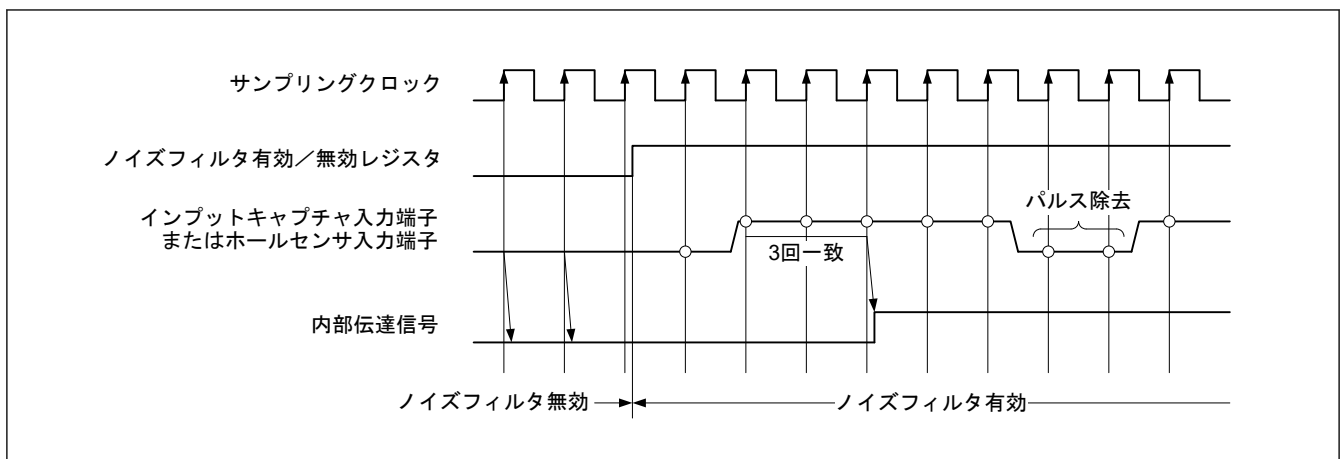 サンプリングクロック
ノイズフィルタ有効／無効レジスタ
インプットキャプチャ入力端子
またはホールセンサ入力端子
パルス除去
3回一致
内部伝達信号
ノイズフィルタ無効
ノイズフィルタ有効